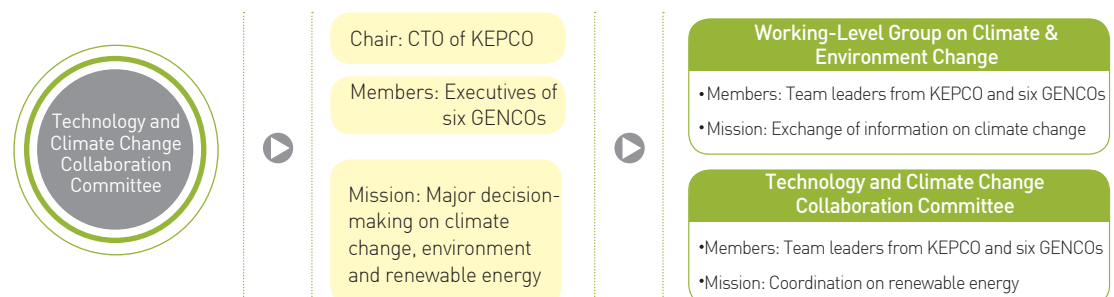 Technology and
Climate Change
Collaboration
Committee
Chair: CTO of KEPCO
Members: Executives of
six GENCOs
Mission: Major decision-
making on climate
change, environment
and renewable energy
Working-Level Group on Climate &
Environment Change
•Members: Team leaders from KEPCO and six GENCOs
•Mission: Exchange of information on climate change
Technology and Climate Change
Collaboration Committee
•Members: Team leaders from KEPCO and six GENCOs
•Mission: Coordination on renewable energy